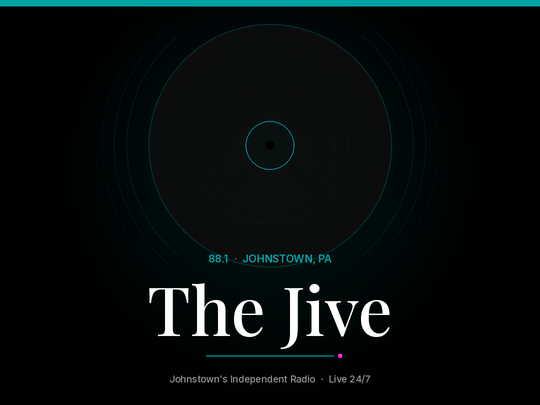 88.1 · JOHNSTOWN, PA
The Jive
Johnstown's Independent Radio · Live 24/7